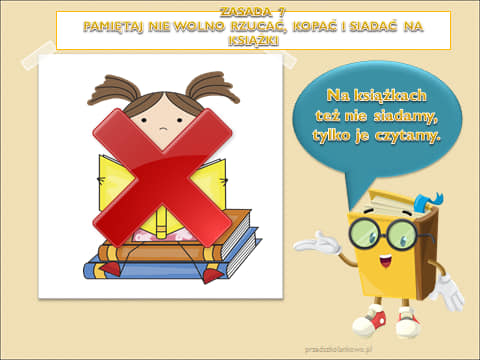 ZASADA 7
PAMIĘTAJ NIE WOLNO RZUCAĆ, KOPAĆ I SIADAĆ NA
KSIĄŻKI
Na książkach
też nie siadamy,
tylko je czytamy.
przedszkolankowo.pl